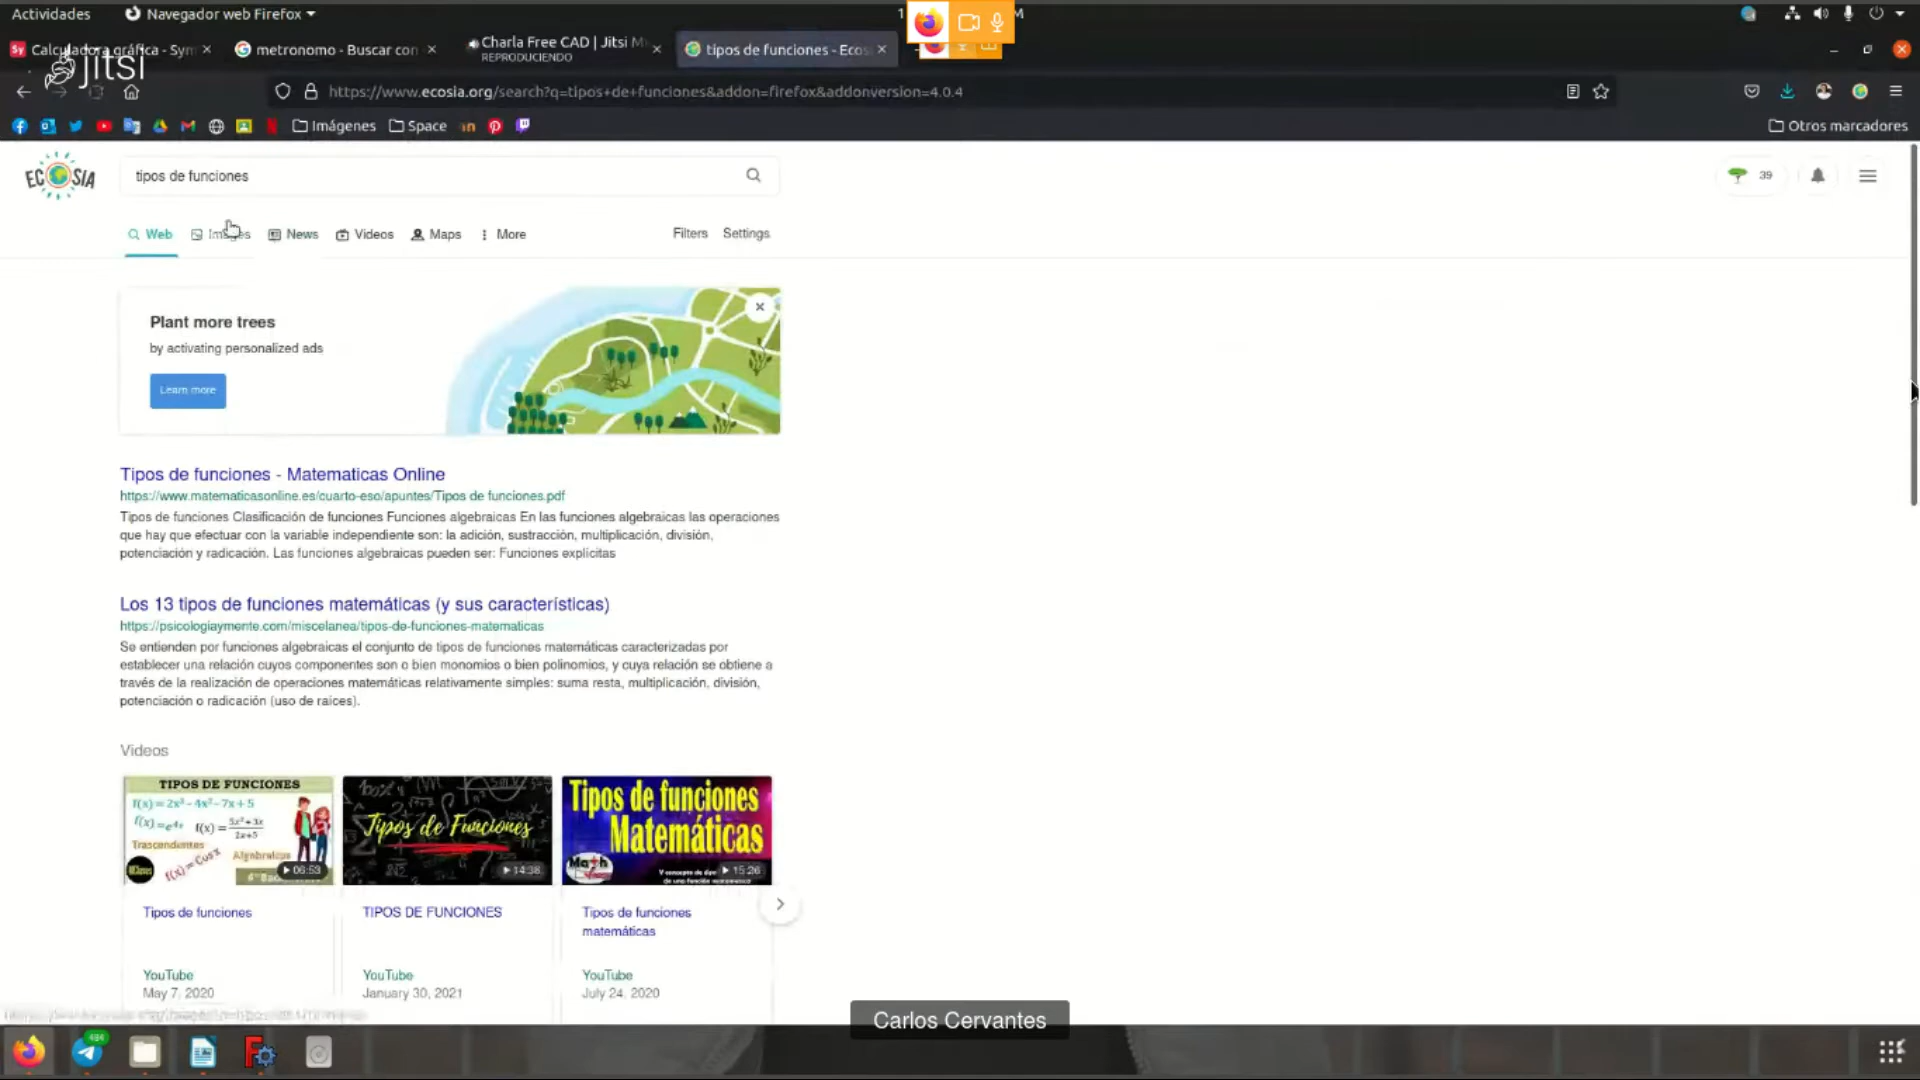 Actividades
Navegador web Firefox
Calculadora gráfica - Sym
metronomo - Buscar con
Charla Free CAD | Jitsi M
REPRODUCIENDO
tipos de funciones - Ecos
jitsi
https://www.ecosia.org/search?q=tipos+de+funciones&addon=firefox&addonversion=4.0.4
Imágenes
Space
Otros marcadores
ECOSIA
tipos de funciones
39
Web
Images
News
Videos
Maps
More
Filters
Settings
Plant more trees
by activating personalized ads
Learn more
Tipos de funciones - Matematicas Online
https://www.matematicasonline.es/cuarto-eso/apuntes/Tipos de funciones.pdf
Tipos de funciones Clasificación de funciones Funciones algebraicas En las funciones algebraicas las operaciones
que hay que efectuar con la variable independiente son: la adición, sustracción, multiplicación, división,
potenciación y radicación. Las funciones algebraicas pueden ser: Funciones explícitas
Los 13 tipos de funciones matemáticas (y sus características)
https://psicologiaymente.com/miscelanea/tipos-de-funciones-matematicas
Se entienden por funciones algebraicas el conjunto de tipos de funciones matemáticas caracterizadas por
establecer una relación cuyos componentes son o bien monomios o bien polinomios, y cuya relación se obtiene a
través de la realización de operaciones matemáticas relativamente simples: suma resta, multiplicación, división,
potenciación o radicación (uso de raíces).
Videos
TIPOS DE FUNCIONES
f(x) = 2x³ - 4x² - 7x + 5
Trascendentes
f(x) = Cosx
Algebraicas
06:53
Tipos de Funciones
14:38
Tipos de funciones
Matemáticas
Math
15:26
Tipos de funciones
YouTube
May 7, 2020
TIPOS DE FUNCIONES
YouTube
January 30, 2021
Tipos de funciones
matemáticas
YouTube
July 24, 2020
Carlos Cervantes